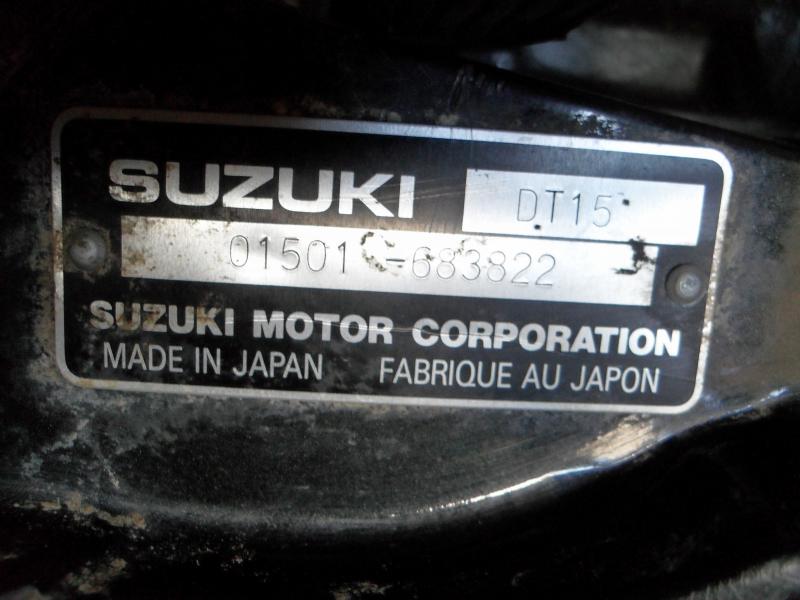 SUZUKI DT15
01501 -683822
SUZUKI MOTOR CORPORATION
MADE IN JAPAN FABRIQUE AU JAPON